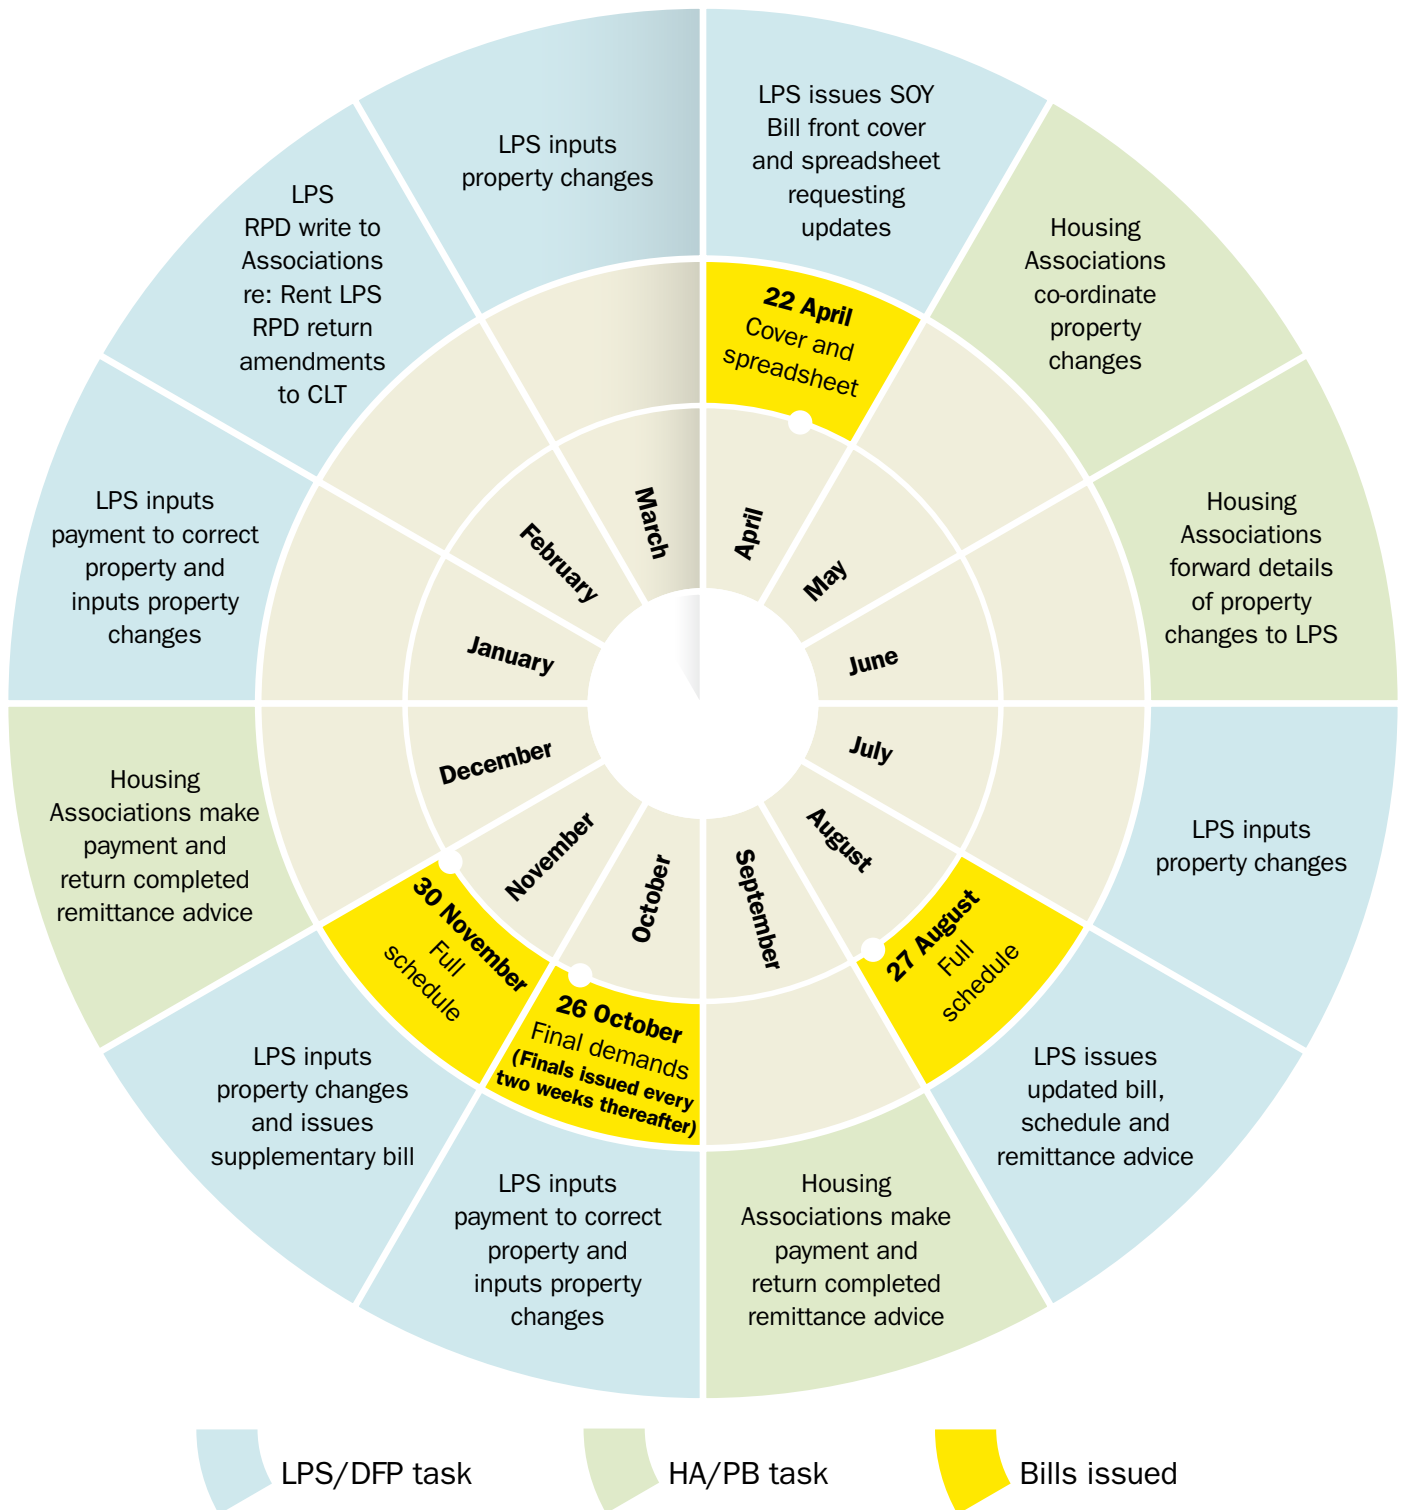 LPS issues SOY
Bill front cover
and spreadsheet
requesting
updates
Housing
Associations
co-ordinate
property
changes
Housing
Associations
forward details
of property
changes to LPS
LPS inputs
property changes
LPS issues
updated bill,
schedule and
remittance advice
Housing
Associations make
payment and
return completed
remittance advice
LPS inputs
payment to correct
property and
inputs property
changes
LPS inputs
property changes
and issues
supplementary bill
Housing
Associations make
payment and
return completed
remittance advice
LPS inputs
payment to correct
property and
inputs property
changes
LPS
RPD write to
Associations
re: Rent LPS
RPD return
amendments
to CLT
LPS inputs
property changes
22 April
Cover and
spreadsheet
27 August
Full
schedule
26 October
Final demands
(Finals issued every
two weeks thereafter)
30 November
Full
schedule
April
May
June
July
August
September
October
November
December
January
February
March
LPS/DFP task
HA/PB task
Bills issued